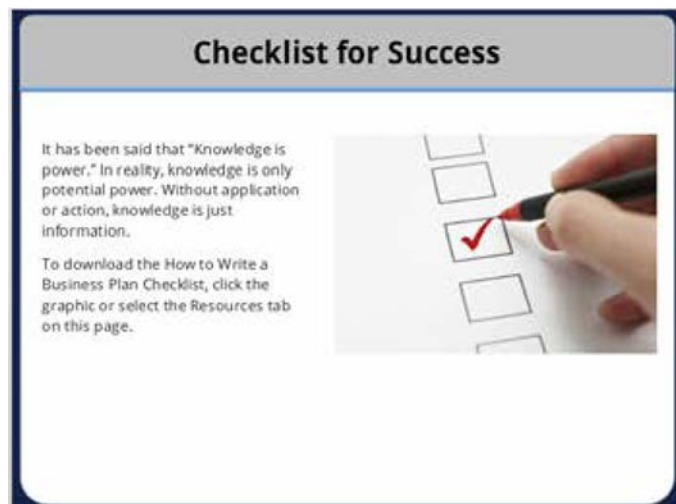 Checklist for Success
It has been said that "Knowledge is
power." In reality, knowledge is only
potential power. Without application
or action, knowledge is just
information.
To download the How to Write a
Business Plan Checklist, click the
graphic or select the Resources tab
on this page.